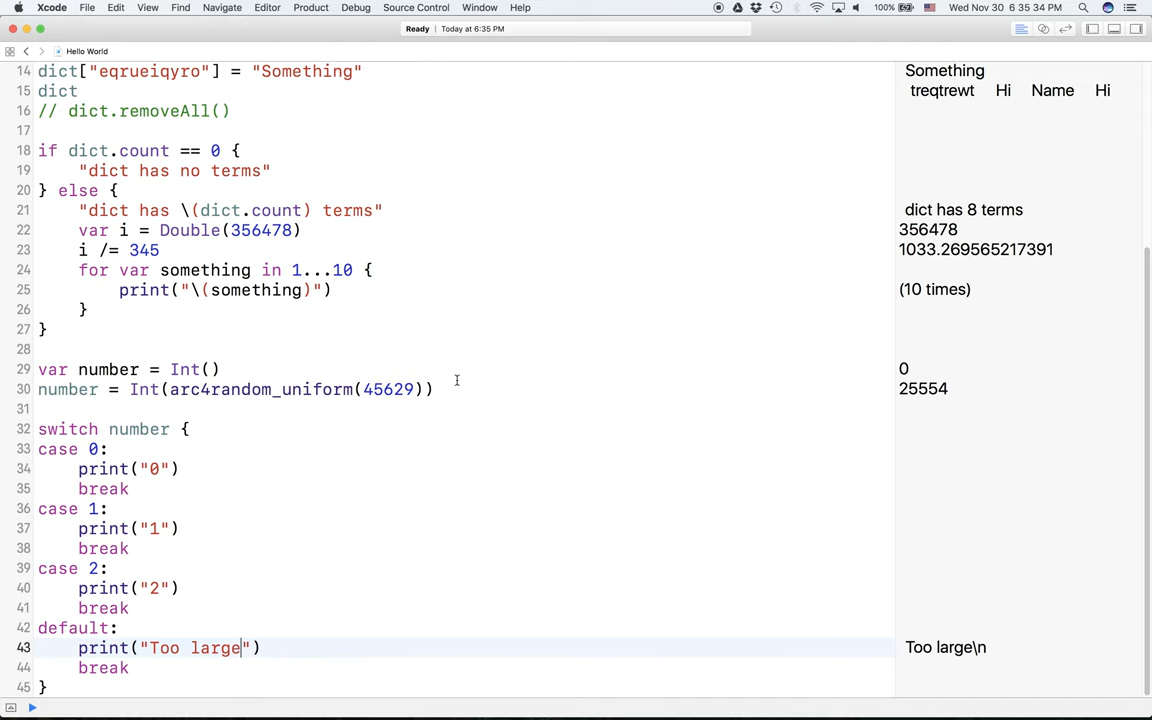 Xcode File Edit View Find Navigate Editor Product Debug Source Control Window Help 100% Wed Nov 30 6:35:34 PM
Ready Today at 6:35 PM
Hello World
14 dict["eqrueiqyro"] = "Something" Something
15 dict treqtrewt Hi Name Hi
16 // dict.removeAll()
17
18 if dict.count == 0 {
19 "dict has no terms"
20 } else {
21 "dict has \(dict.count) terms" dict has 8 terms
22 var i = Double(356478) 356478
23 i /= 345 1033.269565217391
24 for var something in 1...10 {
25 print("\(something)") (10 times)
26 }
27 }
28
29 var number = Int() 0
30 number = Int(arc4random_uniform(45629)) 25554
31
32 switch number {
33 case 0:
34 print("0")
35 break
36 case 1:
37 print("1")
38 break
39 case 2:
40 print("2")
41 break
42 default:
43 print("Too large") Too large\n
44 break
45 }